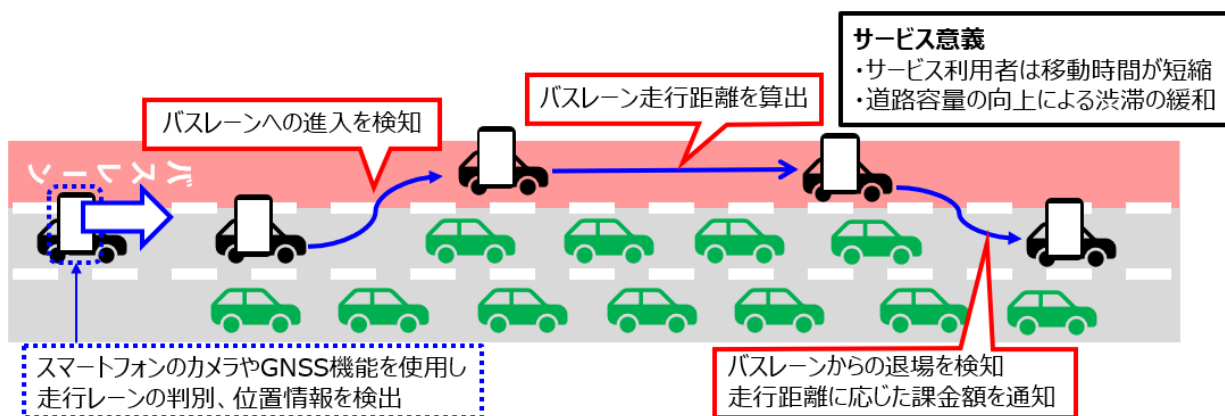 サービス意義
・サービス利用者は移動時間が短縮
・道路容量の向上による渋滞の緩和
バスレーン走行距離を算出
バスレーンへの進入を検知
バスレーン
スマートフォンのカメラやGNSS機能を使用し
走行レーンの判別、位置情報を検出
バスレーンからの退場を検知
走行距離に応じた課金額を通知